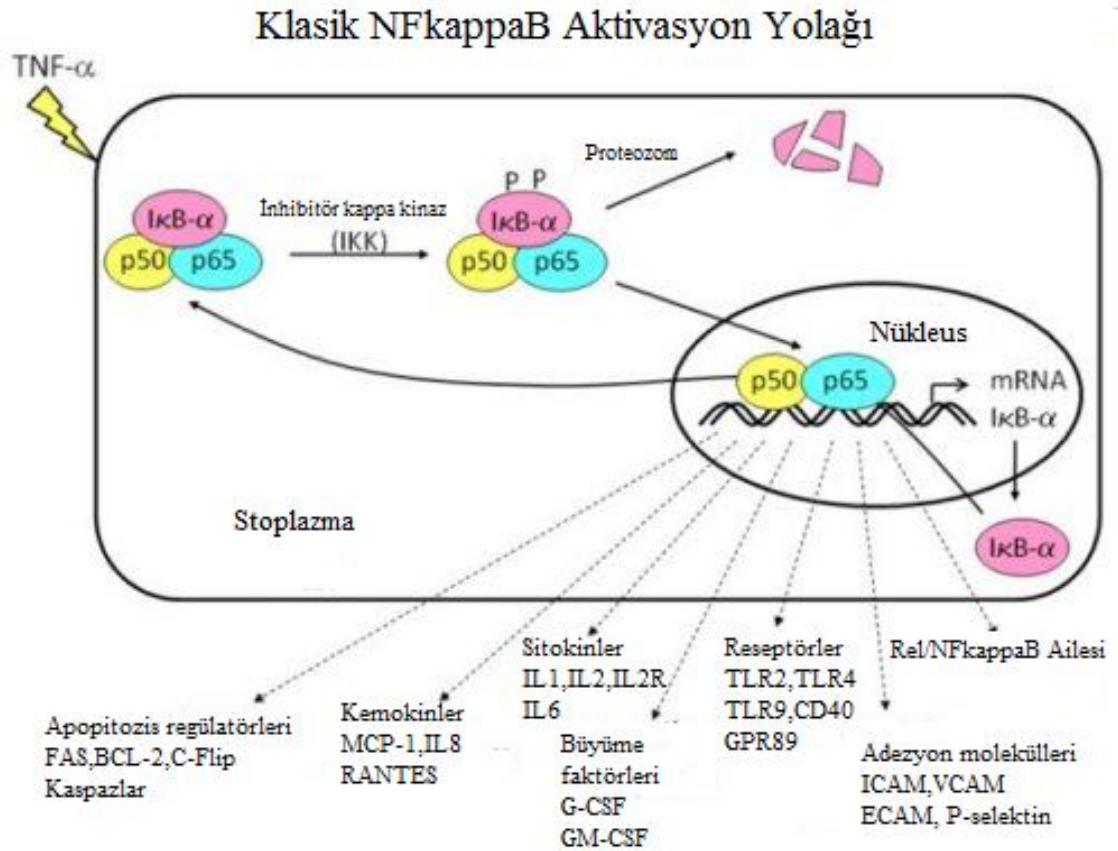 Klasik NFkappaB Aktivasyon Yolağı
TNF-α
Proteozom
P P
İnhibitör kappa kinaz
(IKK)
IκB-α
p50 p65
IκB-α
p50 p65
Nükleus
p50 p65
mRNA
IκB-α
Stoplazma
IκB-α
Apopitozis regülatörleri
FAS,BCL-2,C-Flip
Kaspazlar
Kemokinler
MCP-1,IL8
RANTES
Sitokinler
IL1,IL2,IL2R
IL6
Büyüme
faktörleri
G-CSF
GM-CSF
Reseptörler
TLR2,TLR4
TLR9,CD40
GPR89
Adezyon molekülleri
ICAM,VCAM
ECAM, P-selektin
Rel/NFkappaB Ailesi